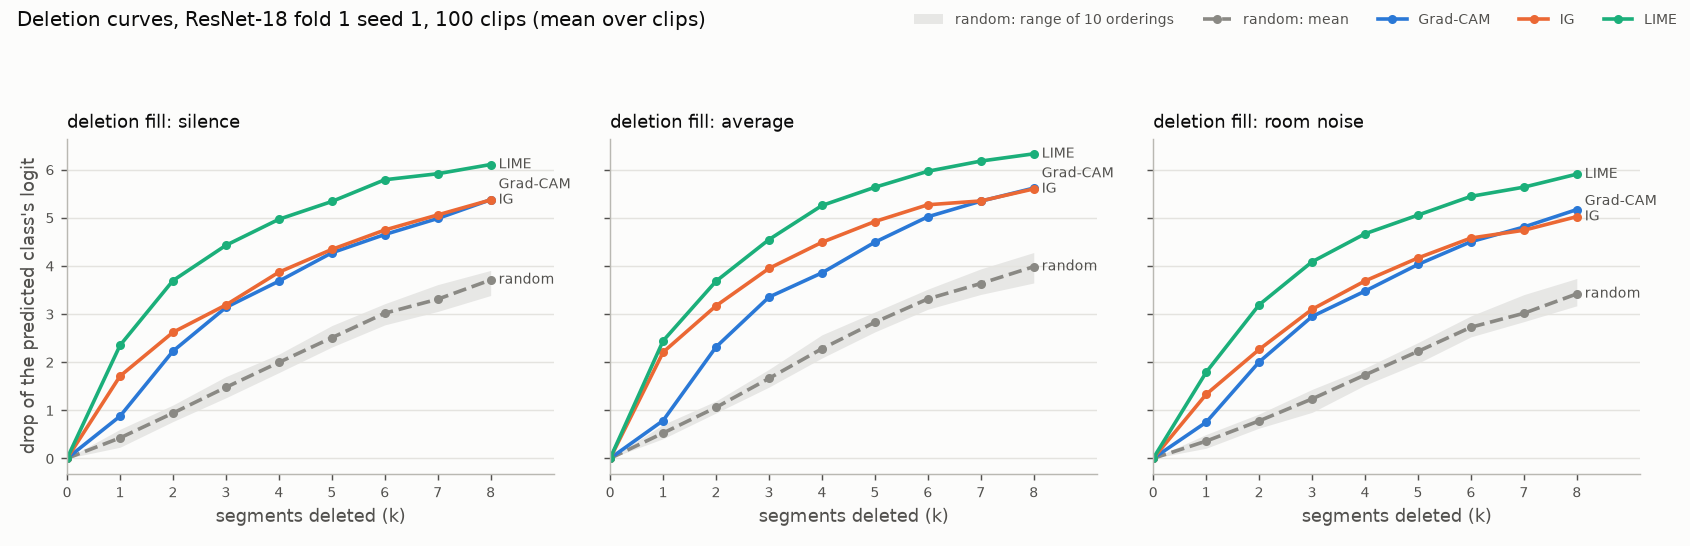 Deletion curves, ResNet-18 fold 1 seed 1, 100 clips (mean over clips)
random: range of 10 orderings random: mean Grad-CAM IG LIME
deletion fill: silence
drop of the predicted class's logit
6
5
4
3
2
1
0
LIME
Grad-CAM
IG
random
0 1 2 3 4 5 6 7 8
segments deleted (k)
deletion fill: average
LIME
Grad-CAM
IG
random
0 1 2 3 4 5 6 7 8
segments deleted (k)
deletion fill: room noise
LIME
Grad-CAM
IG
random
0 1 2 3 4 5 6 7 8
segments deleted (k)